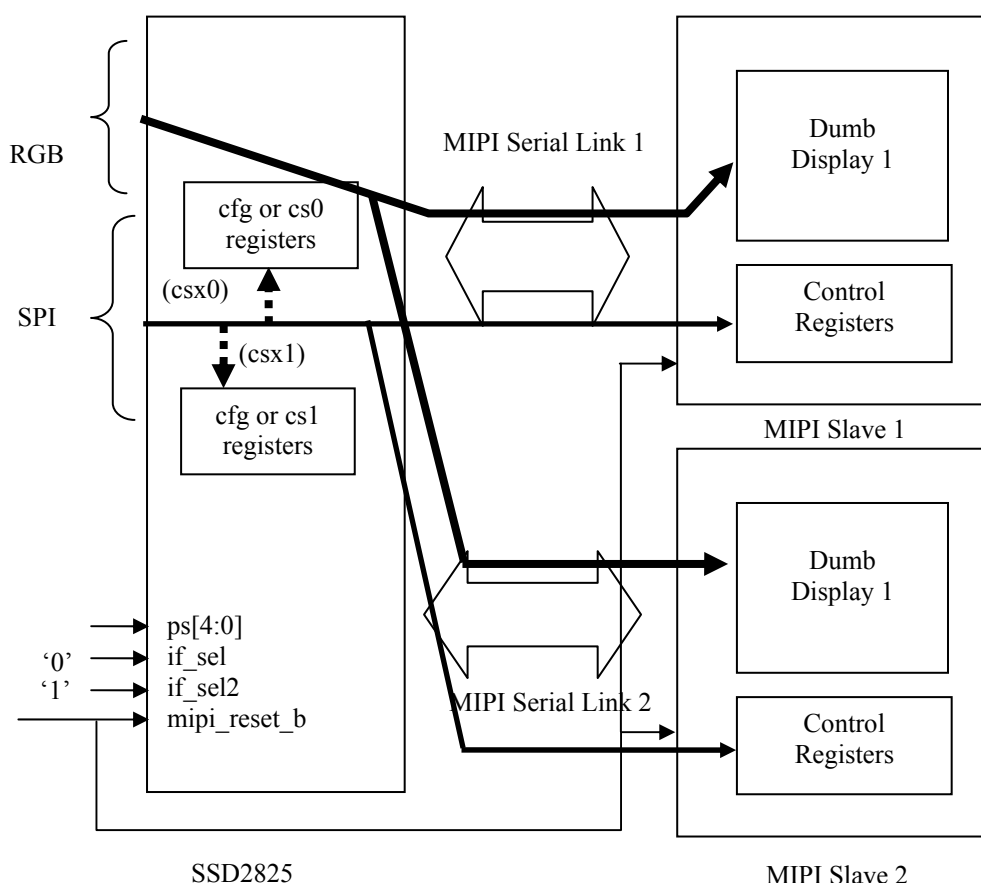 RGB
SPI
cfg or cs0
registers
(csx0)
(csx1)
cfg or cs1
registers
ps[4:0]
‘0’ if_sel
‘1’ if_sel2
mipi_reset_b
SSD2825
MIPI Serial Link 1
MIPI Serial Link 2
Dumb
Display 1
Control
Registers
MIPI Slave 1
Dumb
Display 1
Control
Registers
MIPI Slave 2